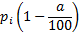 p_i(1 − a/100)